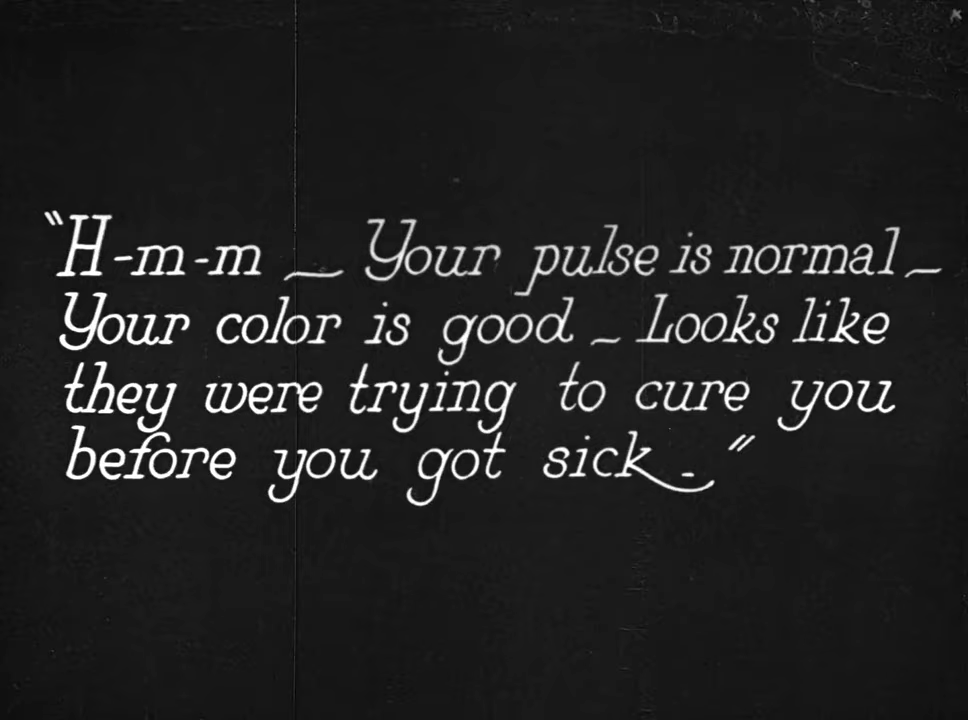 "H-m-m — Your pulse is normal —
Your color is good — Looks like
they were trying to cure you
before you got sick. "